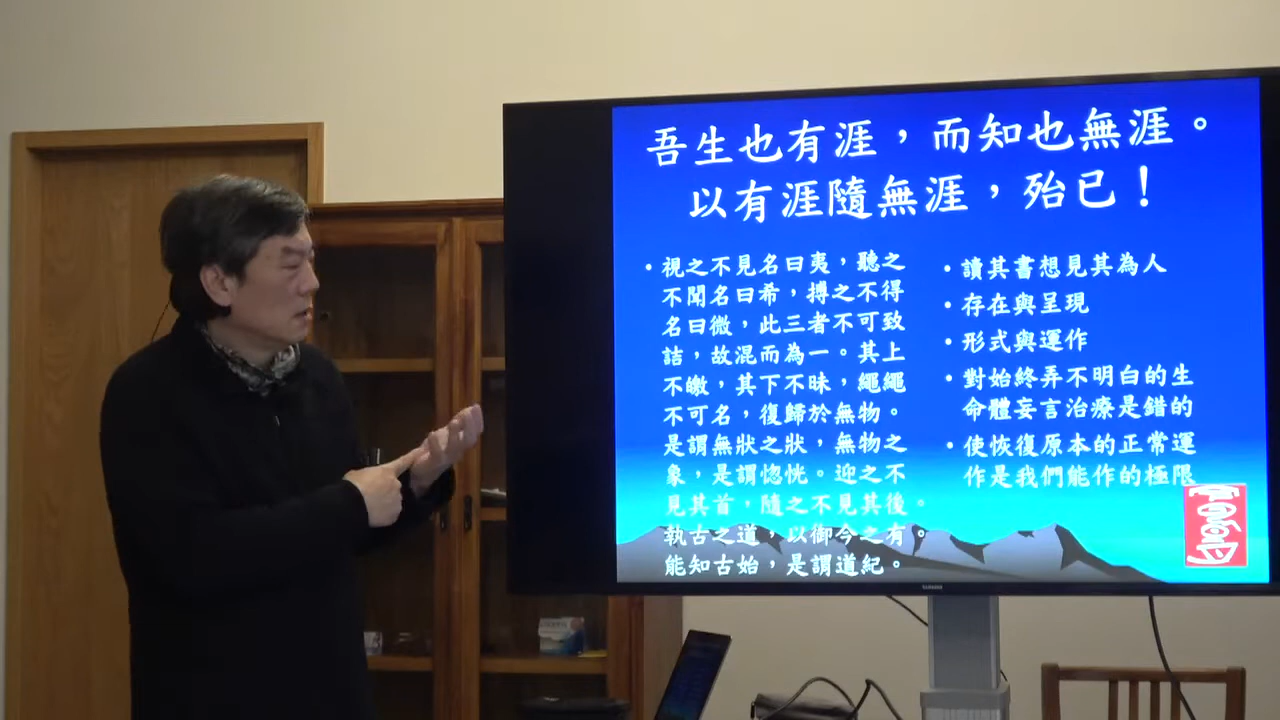 吾生也有涯，而知也無涯。
以有涯隨無涯，殆已！
•視之不見名曰夷，聽之
不聞名曰希，搏之不得
名曰微，此三者不可致
詰，故混而為一。其上
不皦，其下不昧，繩繩
不可名，復歸於無物。
是謂無狀之狀，無物之
象，是謂惚恍。迎之不
見其首，隨之不見其後。
執古之道，以御今之有。
能知古始，是謂道紀。
•讀其書想見其為人
•存在與呈現
•形式與運作
•對始終弄不明白的生
命體妄言治療是錯的
•使恢復原本的正常運
作是我們能作的極限